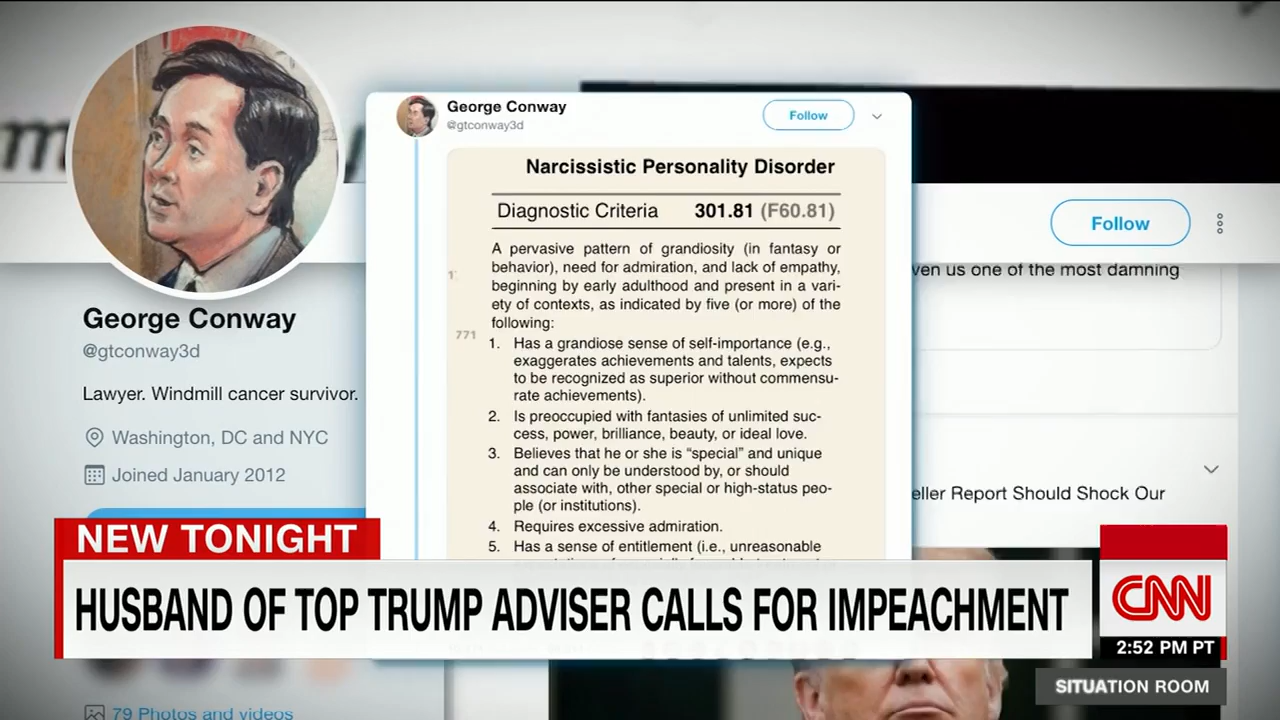 George Conway
@gtconway3d
Follow
Narcissistic Personality Disorder
Diagnostic Criteria 301.81 (F60.81)
A pervasive pattern of grandiosity (in fantasy or
behavior), need for admiration, and lack of empathy,
beginning by early adulthood and present in a vari-
ety of contexts, as indicated by five (or more) of the
following:
771
1. Has a grandiose sense of self-importance (e.g.,
exaggerates achievements and talents, expects
to be recognized as superior without commensu-
rate achievements).
2. Is preoccupied with fantasies of unlimited suc-
cess, power, brilliance, beauty, or ideal love.
3. Believes that he or she is “special” and unique
and can only be understood by, or should
associate with, other special or high-status peo-
ple (or institutions).
4. Requires excessive admiration.
5. Has a sense of entitlement (i.e., unreasonable
George Conway
@gtconway3d
Lawyer. Windmill cancer survivor.
Washington, DC and NYC
Joined January 2012
79 Photos and videos
Follow
ven us one of the most damning
eller Report Should Shock Our
NEW TONIGHT
HUSBAND OF TOP TRUMP ADVISER CALLS FOR IMPEACHMENT
CNN
2:52 PM PT
SITUATION ROOM